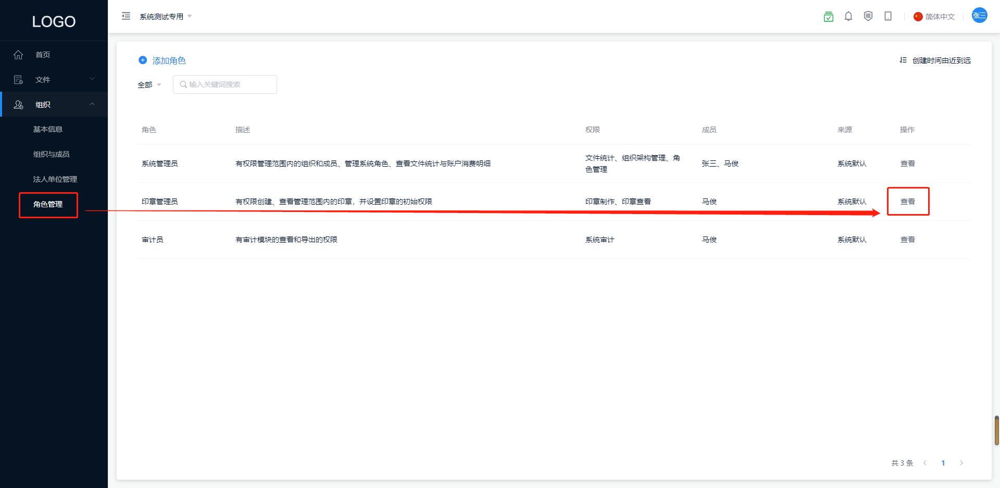 LOGO
系统测试专用
简体中文
张三
首页
文件
组织
基本信息
组织与成员
法人单位管理
角色管理
添加角色
创建时间由近到远
全部
输入关键词搜索
角色 描述 权限 成员 来源 操作
系统管理员 有权限管理范围内的组织和成员、管理系统角色、查看文件统计与账户消费明细 文件统计、组织架构管理、角 张三、马俊 系统默认 查看
色管理
印章管理员 有权限创建、查看管理范围内的印章，并设置印章的初始权限 印章制作、印章查看 马俊 系统默认 查看
审计员 有审计模块的查看和导出的权限 系统审计 马俊 系统默认 查看
共 3 条 1